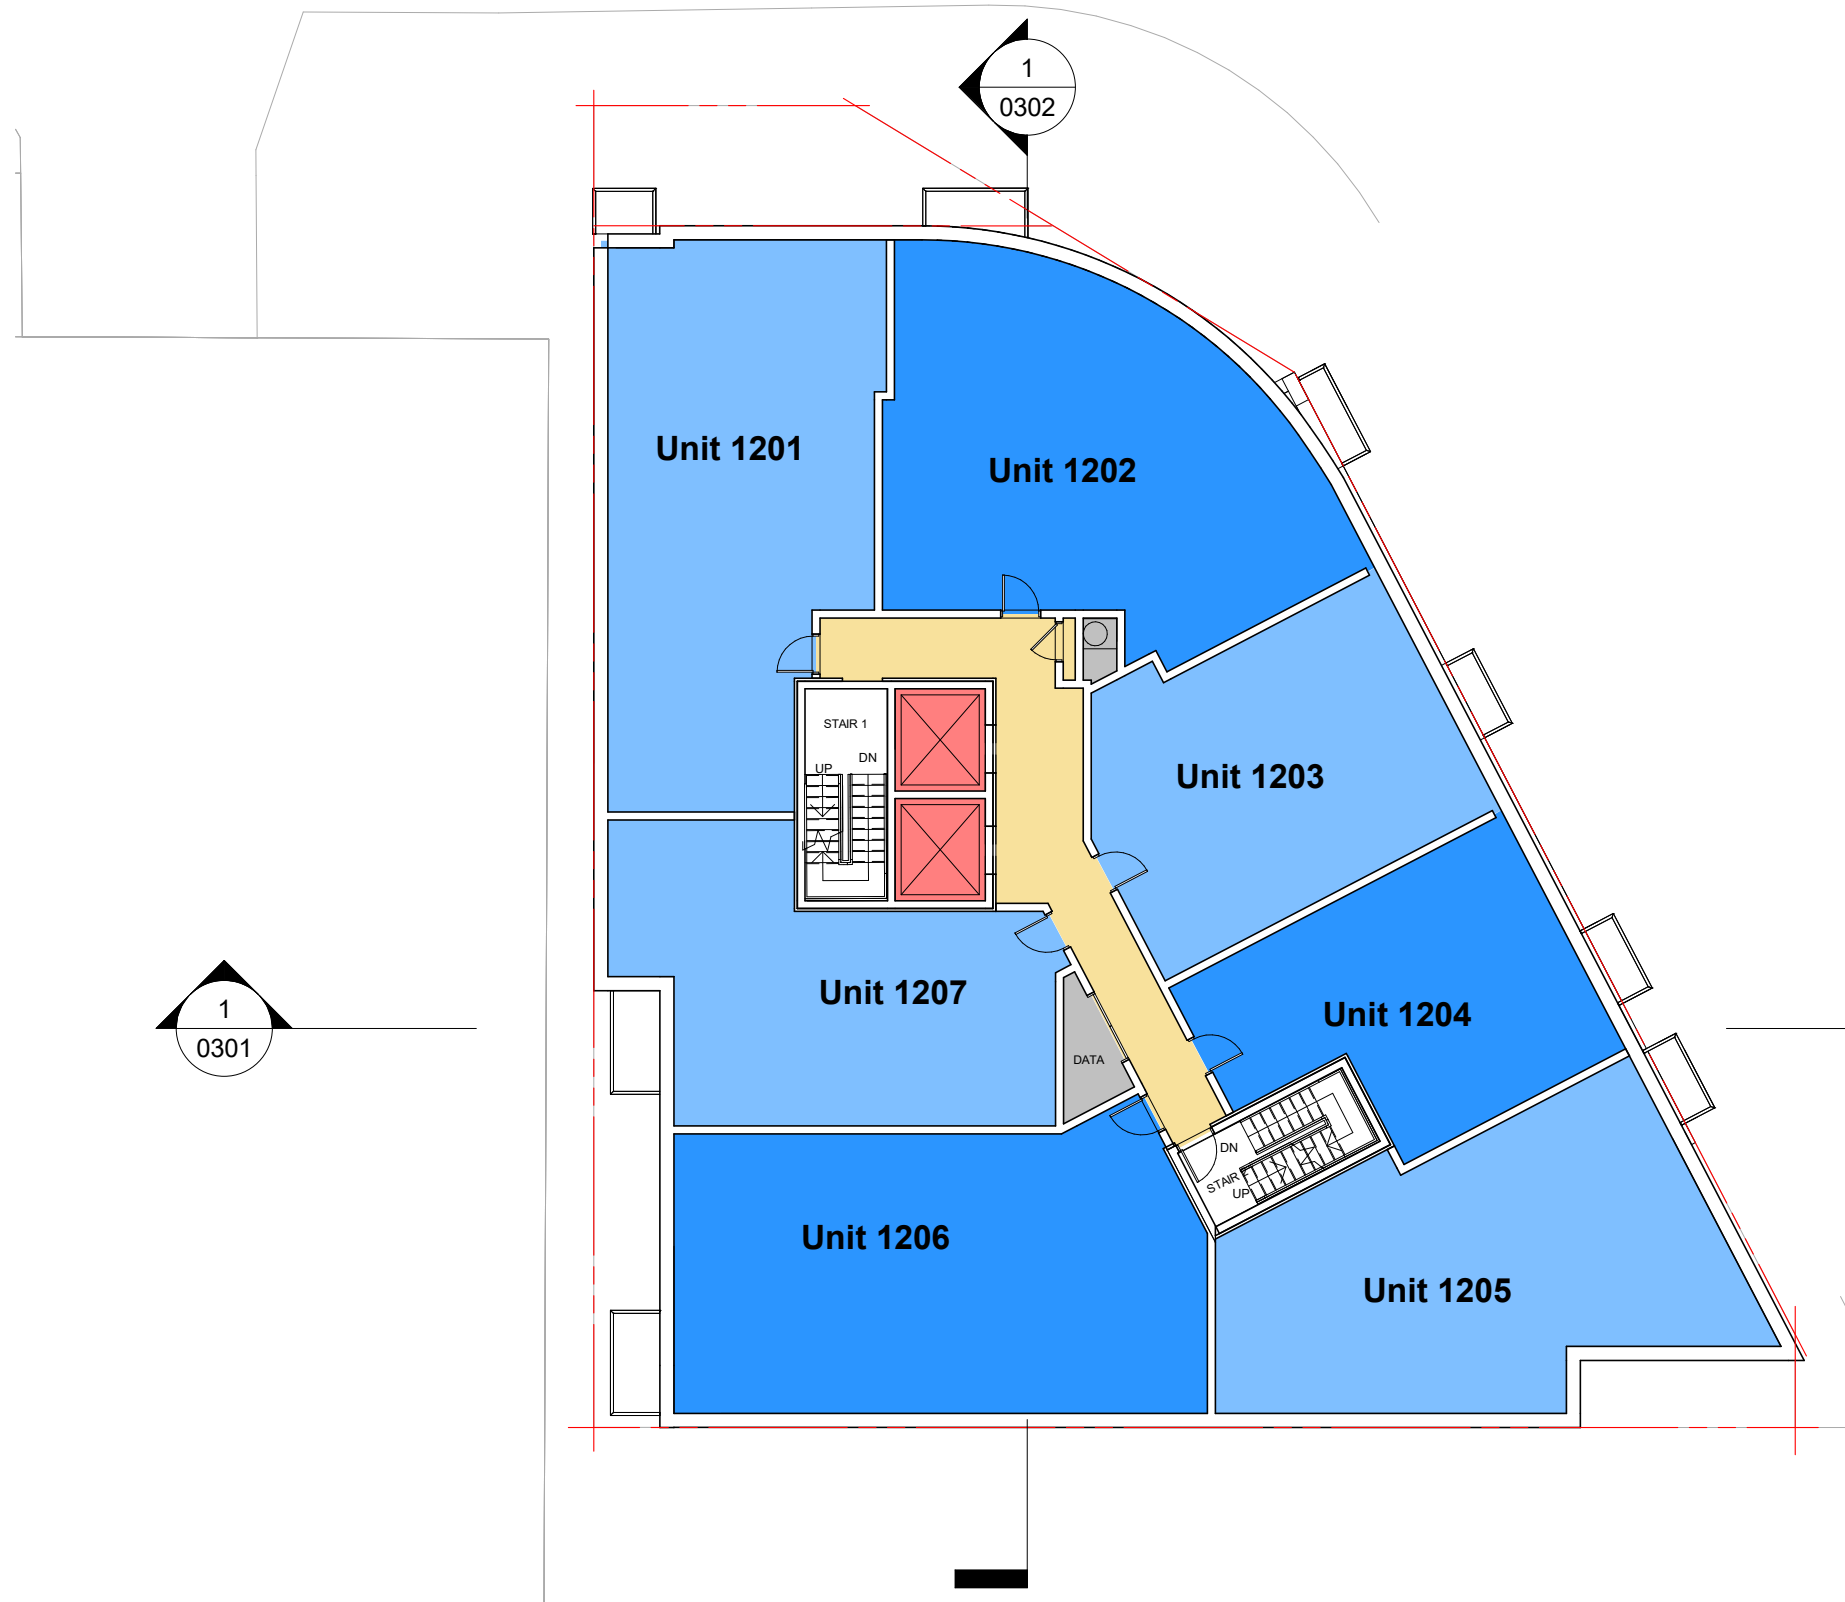 1
0302
Unit 1201
Unit 1202
STAIR 1
DN
UP
Unit 1203
Unit 1207
1
0301
Unit 1204
DATA
DN
STAIR
UP
Unit 1206
Unit 1205